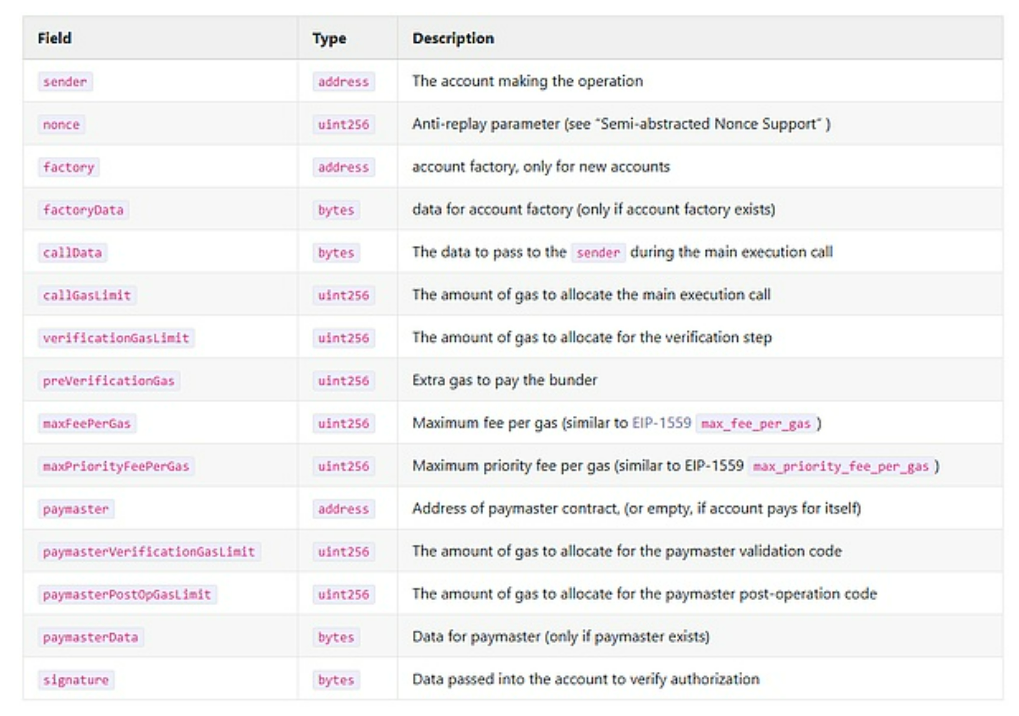 Field Type Description
sender address The account making the operation
nonce uint256 Anti-replay parameter (see “Semi-abstracted Nonce Support” )
factory address account factory, only for new accounts
factoryData bytes data for account factory (only if account factory exists)
callData bytes The data to pass to the sender during the main execution call
callGasLimit uint256 The amount of gas to allocate the main execution call
verificationGasLimit uint256 The amount of gas to allocate for the verification step
preVerificationGas uint256 Extra gas to pay the bunder
maxFeePerGas uint256 Maximum fee per gas (similar to EIP-1559 max_fee_per_gas )
maxPriorityFeePerGas uint256 Maximum priority fee per gas (similar to EIP-1559 max_priority_fee_per_gas )
paymaster address Address of paymaster contract, (or empty, if account pays for itself)
paymasterVerificationGasLimit uint256 The amount of gas to allocate for the paymaster validation code
paymasterPostOpGasLimit uint256 The amount of gas to allocate for the paymaster post-operation code
paymasterData bytes Data for paymaster (only if paymaster exists)
signature bytes Data passed into the account to verify authorization